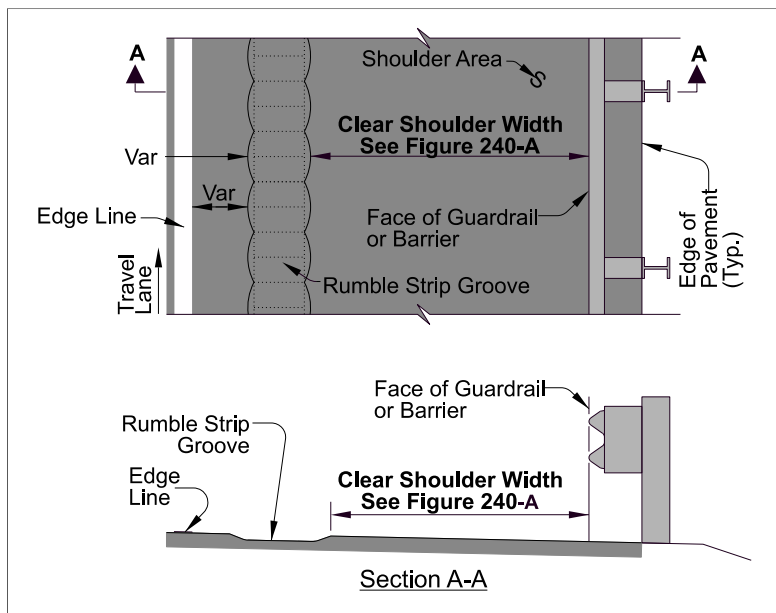 A
A
Shoulder Area
S
Clear Shoulder Width
See Figure 240-A
Var
Var
Edge Line
Face of Guardrail
or Barrier
Edge of
Pavement
(Typ.)
Travel
Lane
Rumble Strip Groove
Face of Guardrail
or Barrier
Rumble Strip
Groove
Clear Shoulder Width
See Figure 240-A
Edge
Line
Section A-A